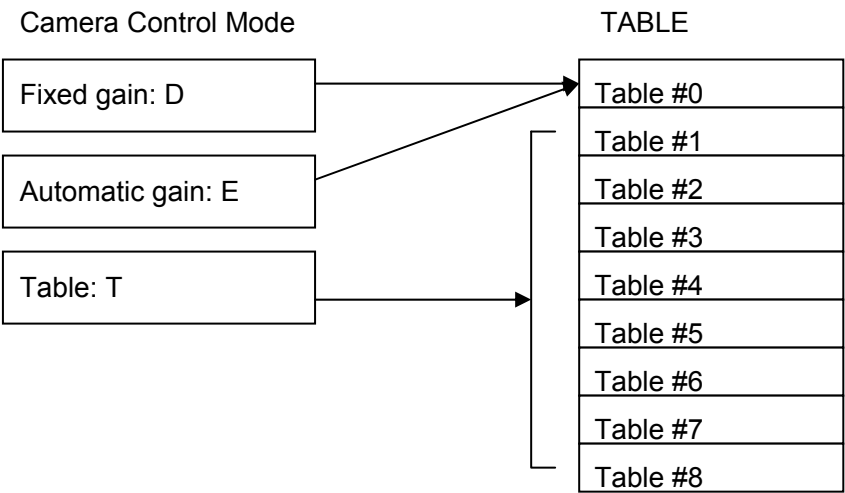 Camera Control Mode
TABLE
Fixed gain: D
Automatic gain: E
Table: T
Table #0
Table #1
Table #2
Table #3
Table #4
Table #5
Table #6
Table #7
Table #8